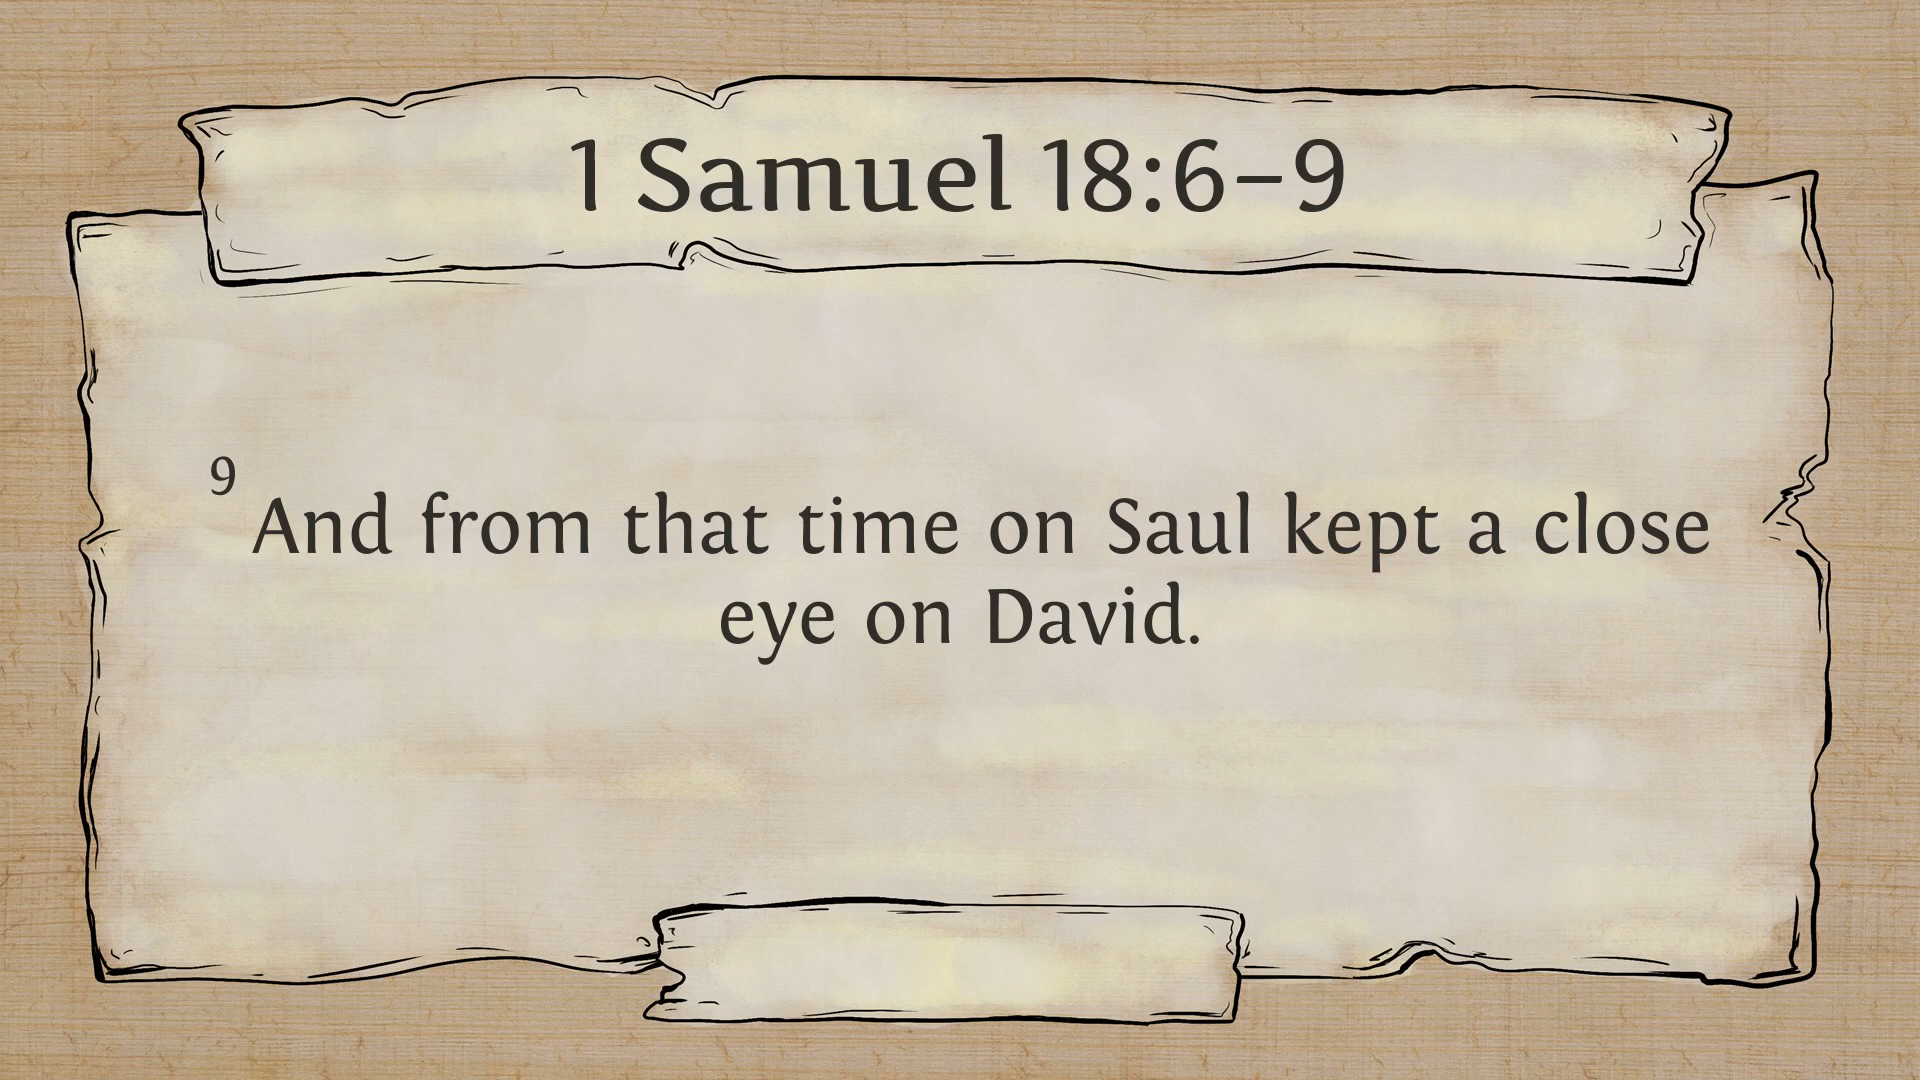 1 Samuel 18:6–9
9 And from that time on Saul kept a close
eye on David.